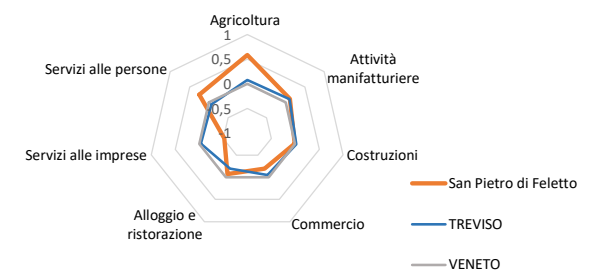 Agricoltura
Attività
manifatturiere
Costruzioni
Commercio
Alloggio e
ristorazione
Servizi alle imprese
Servizi alle persone
1
0,5
0
0,5
-1
San Pietro di Feletto
TREVISO
VENETO